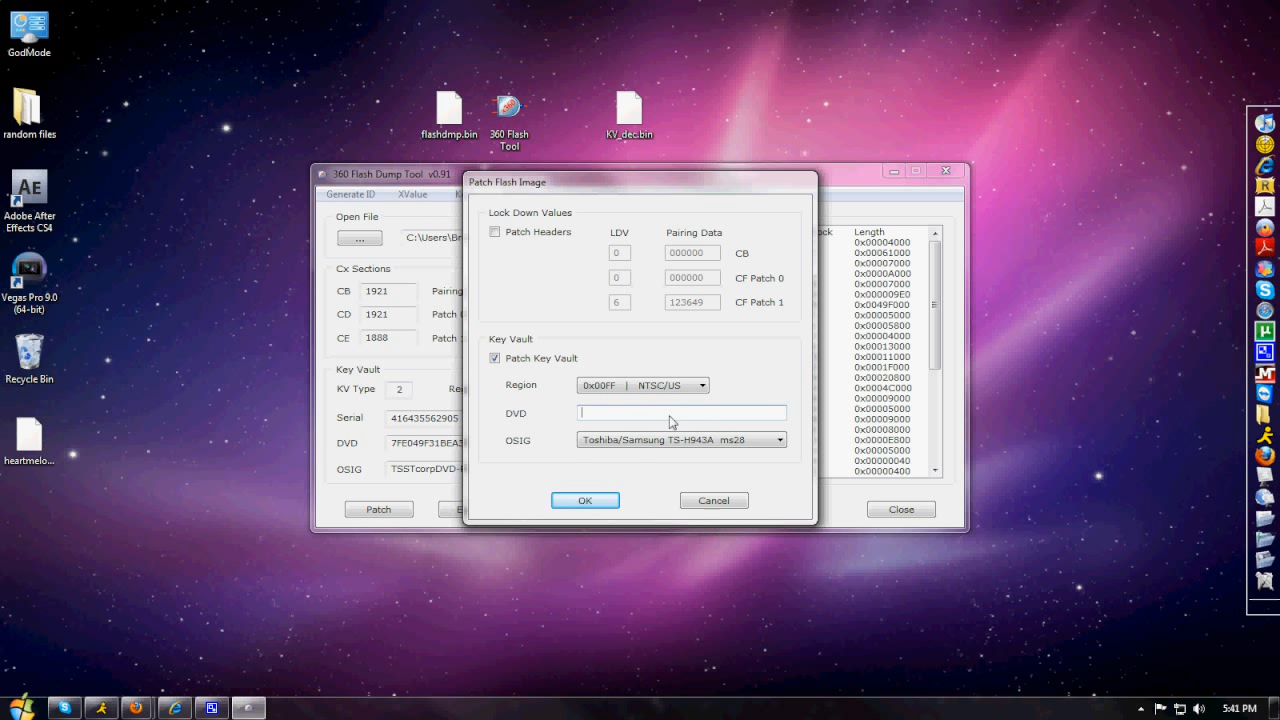 GodMode
random files
Adobe After
Effects CS4
Vegas Pro 9.0
(64-bit)
Recycle Bin
heartmelo...
flashdmp.bin
360 Flash
Tool
KV_dec.bin
360 Flash Dump Tool v0.91
Generate ID XValue
Open File
... C:\Users\Br
Cx Sections
CB 1921 Pairing
CD 1921 Patch
CE 1888 Patch
Key Vault
KV Type 2 Re
Serial 416435562905
DVD 7FE049F31BEA
OSIG TSSTcorpDVD-
Patch
Patch Flash Image
Lock Down Values
Patch Headers LDV Pairing Data
0 000000 CB
0 000000 CF Patch 0
6 123649 CF Patch 1
Key Vault
Patch Key Vault
Region 0x00FF | NTSC/US
DVD
OSIG Toshiba/Samsung TS-H943A ms28
OK Cancel
ock Length
0x00004000
0x00061000
0x00007000
0x0000A000
0x00007000
0x000009E0
0x0049F000
0x00005000
0x00005800
0x00004000
0x00013000
0x00011000
0x0001F000
0x00020800
0x0004C000
0x00009000
0x00005000
0x00009000
0x00008000
0x0000E800
0x00005000
0x00000040
0x00000400
Close
5:41 PM